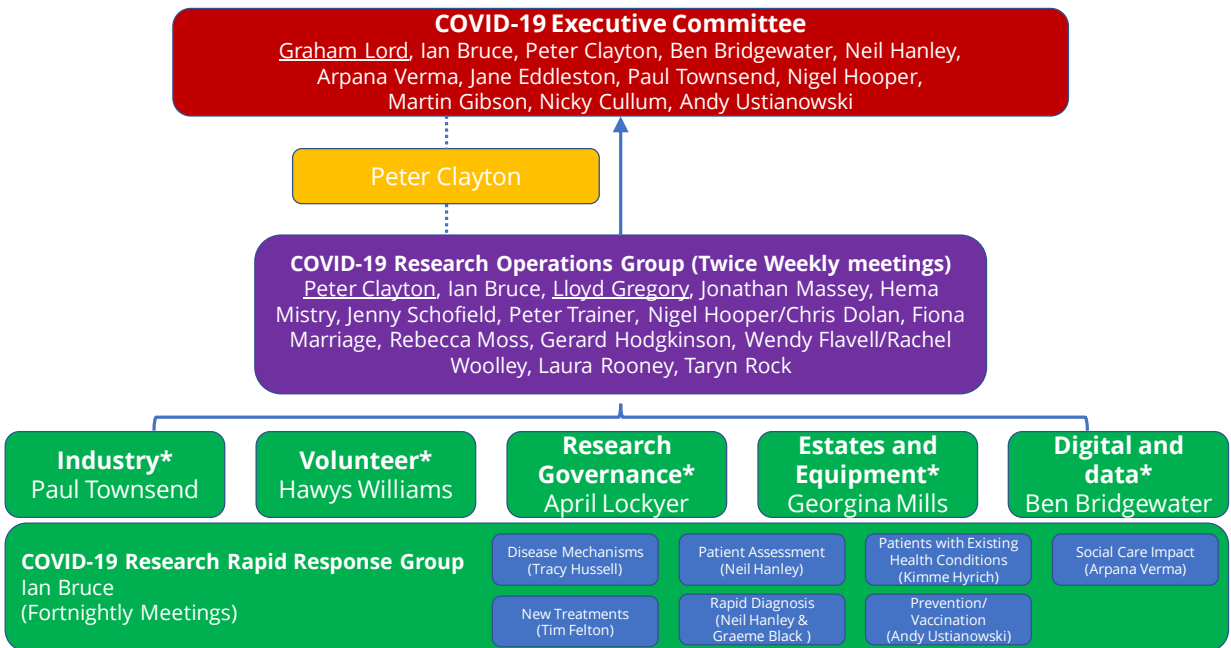 COVID-19 Executive Committee
Graham Lord, Ian Bruce, Peter Clayton, Ben Bridgewater, Neil Hanley,
Arpana Verma, Jane Eddleston, Paul Townsend, Nigel Hooper,
Martin Gibson, Nicky Cullum, Andy Ustianowski
Peter Clayton
COVID-19 Research Operations Group (Twice Weekly meetings)
Peter Clayton, Ian Bruce, Lloyd Gregory, Jonathan Massey, Hema
Mistry, Jenny Schofield, Peter Trainer, Nigel Hooper/Chris Dolan, Fiona
Marriage, Rebecca Moss, Gerard Hodgkinson, Wendy Flavell/Rachel
Woolley, Laura Rooney, Taryn Rock
Industry*
Paul Townsend
Volunteer*
Hawys Williams
Research
Governance*
April Lockyer
Estates and
Equipment*
Georgina Mills
Digital and
data*
Ben Bridgewater
COVID-19 Research Rapid Response Group
Ian Bruce
(Fortnightly Meetings)
Disease Mechanisms
(Tracy Hussell)
Patient Assessment
(Neil Hanley)
Patients with Existing
Health Conditions
(Kimme Hyrich)
Social Care Impact
(Arpana Verma)
New Treatments
(Tim Felton)
Rapid Diagnosis
(Neil Hanley &
Graeme Black )
Prevention/
Vaccination
(Andy Ustianowski)